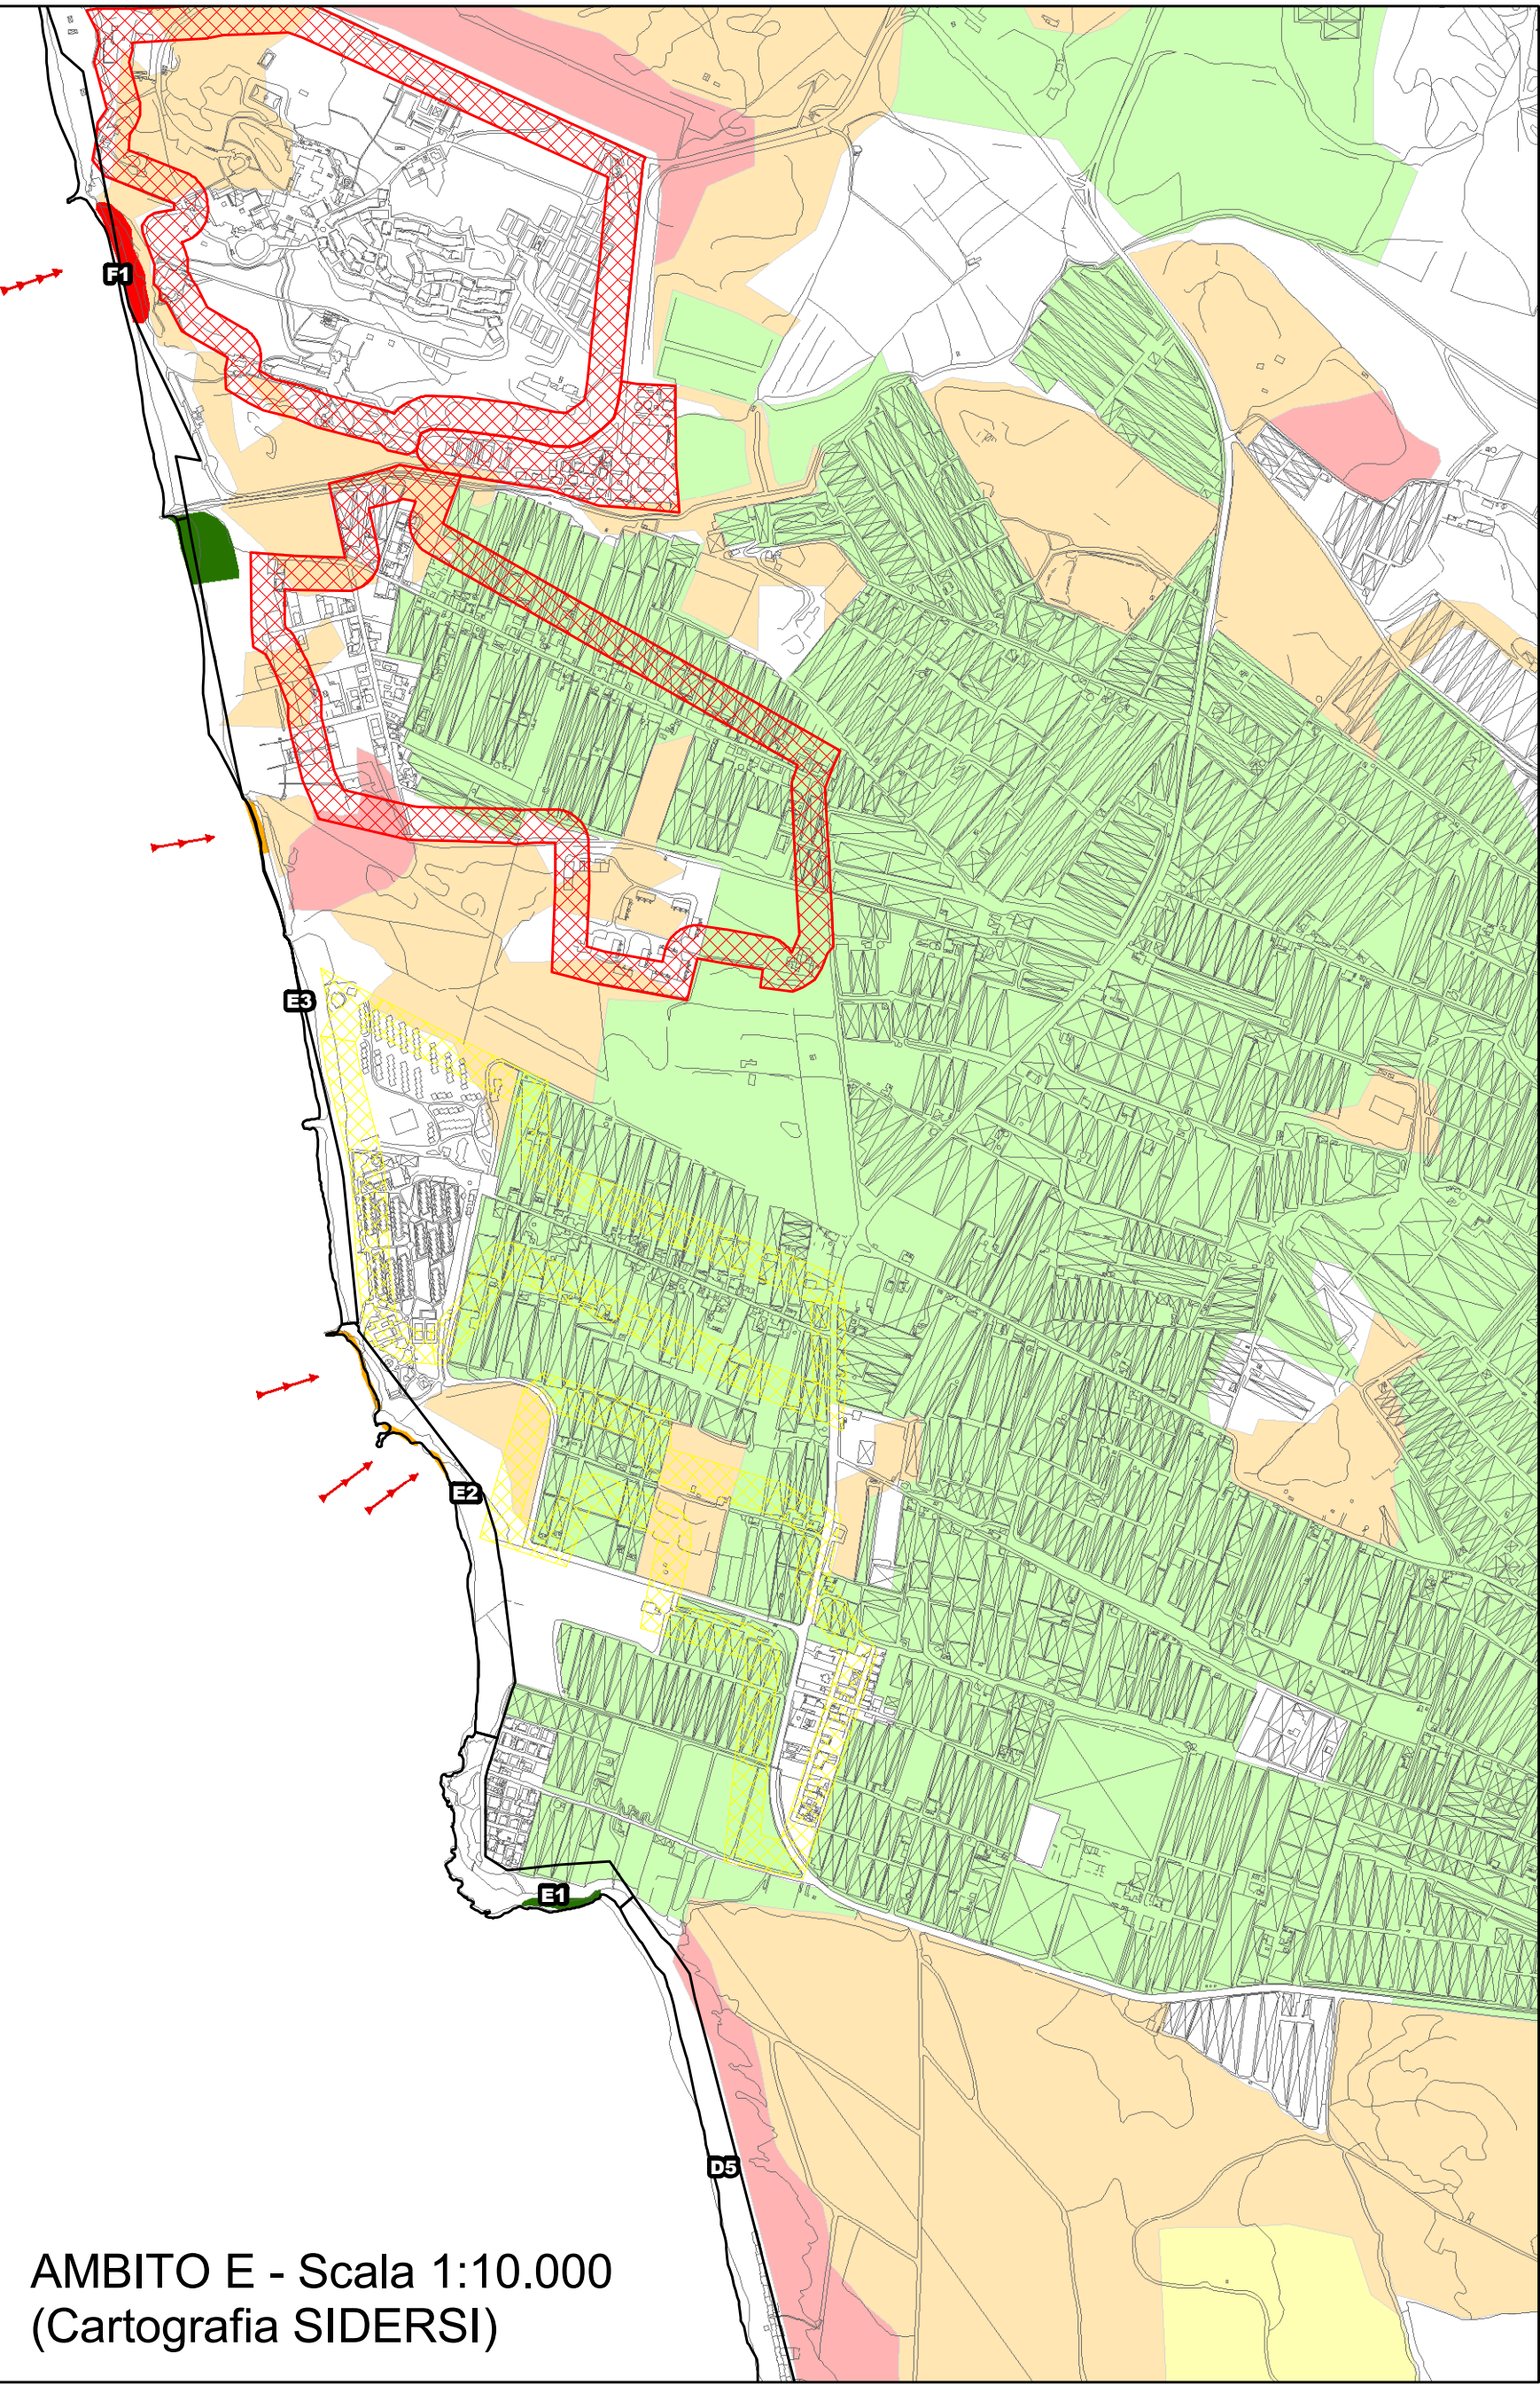 F1
E3
E2
E1
D5
AMBITO E - Scala 1:10.000
(Cartografia SIDERSI)